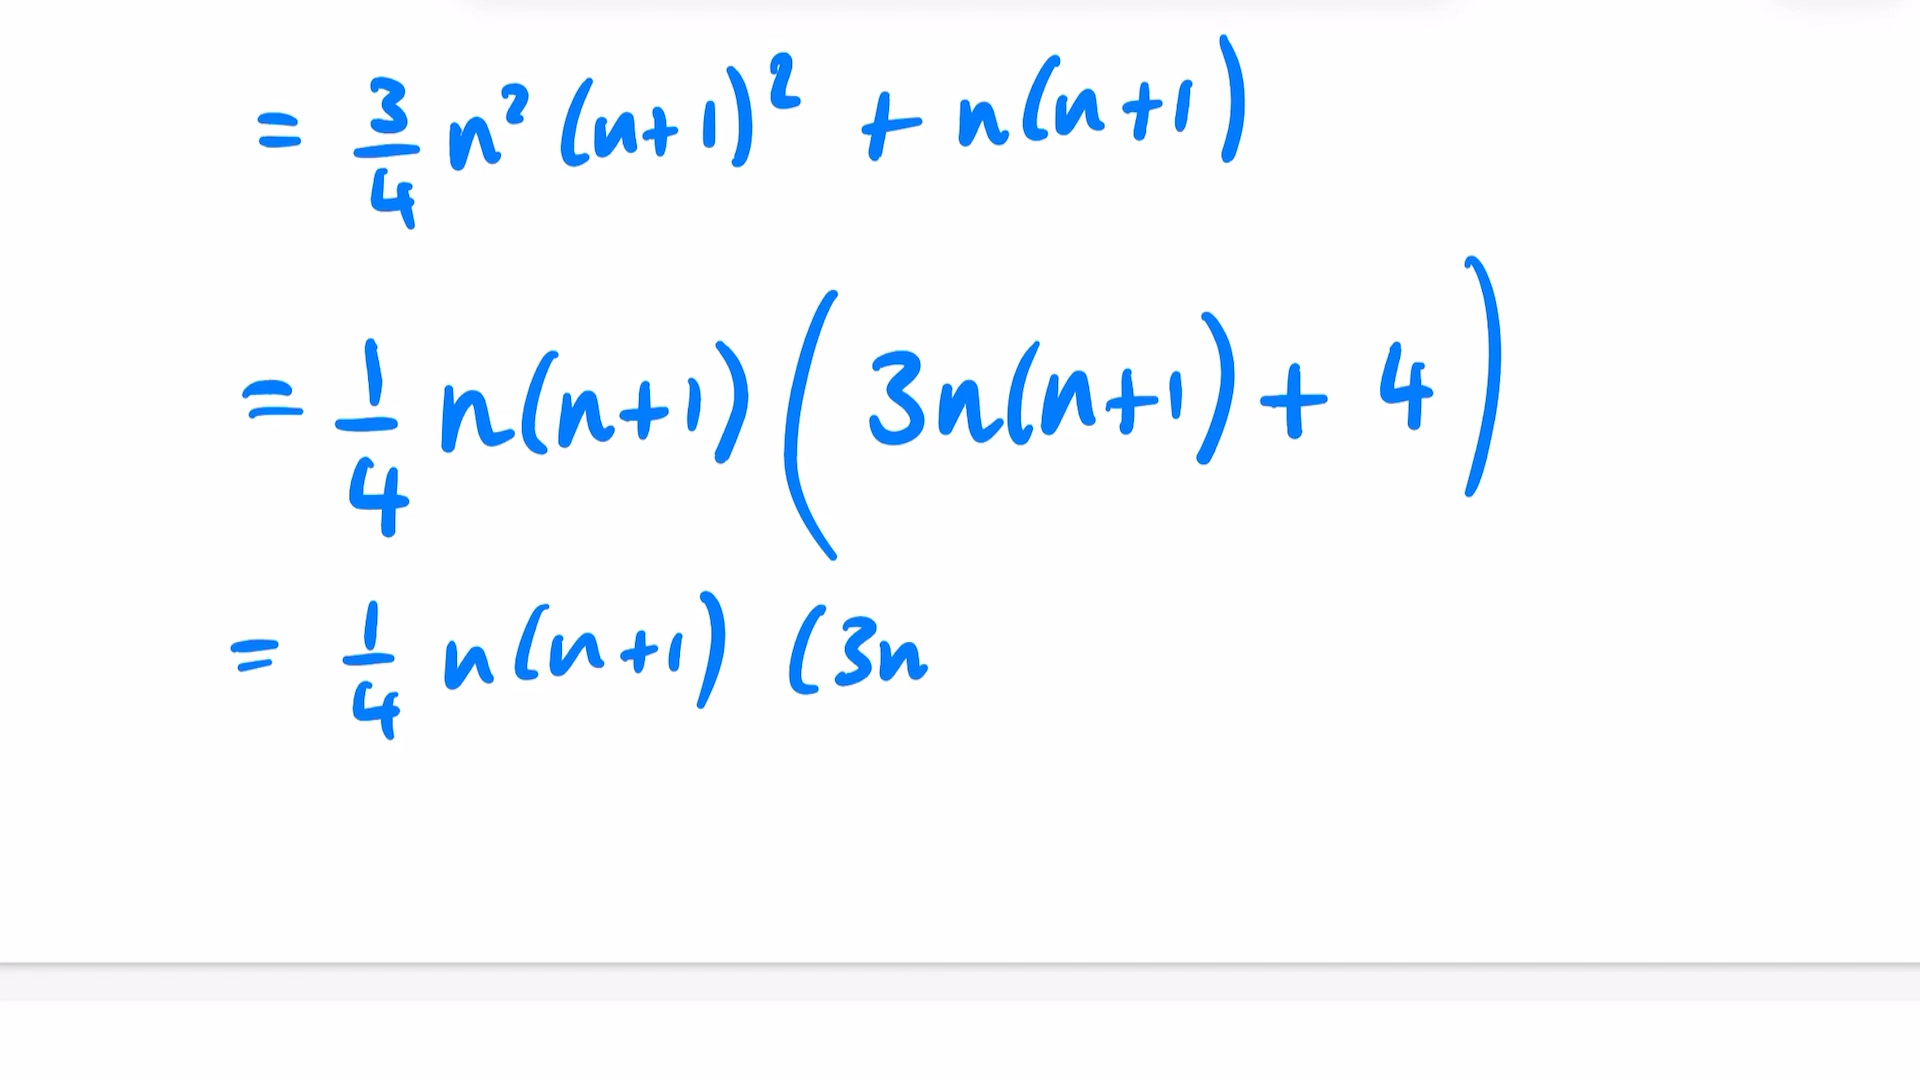 = 3/4 n² (n+1)² + n(n+1)
= 1/4 n(n+1) ( 3n(n+1) + 4 )
= 1/4 n(n+1) (3n